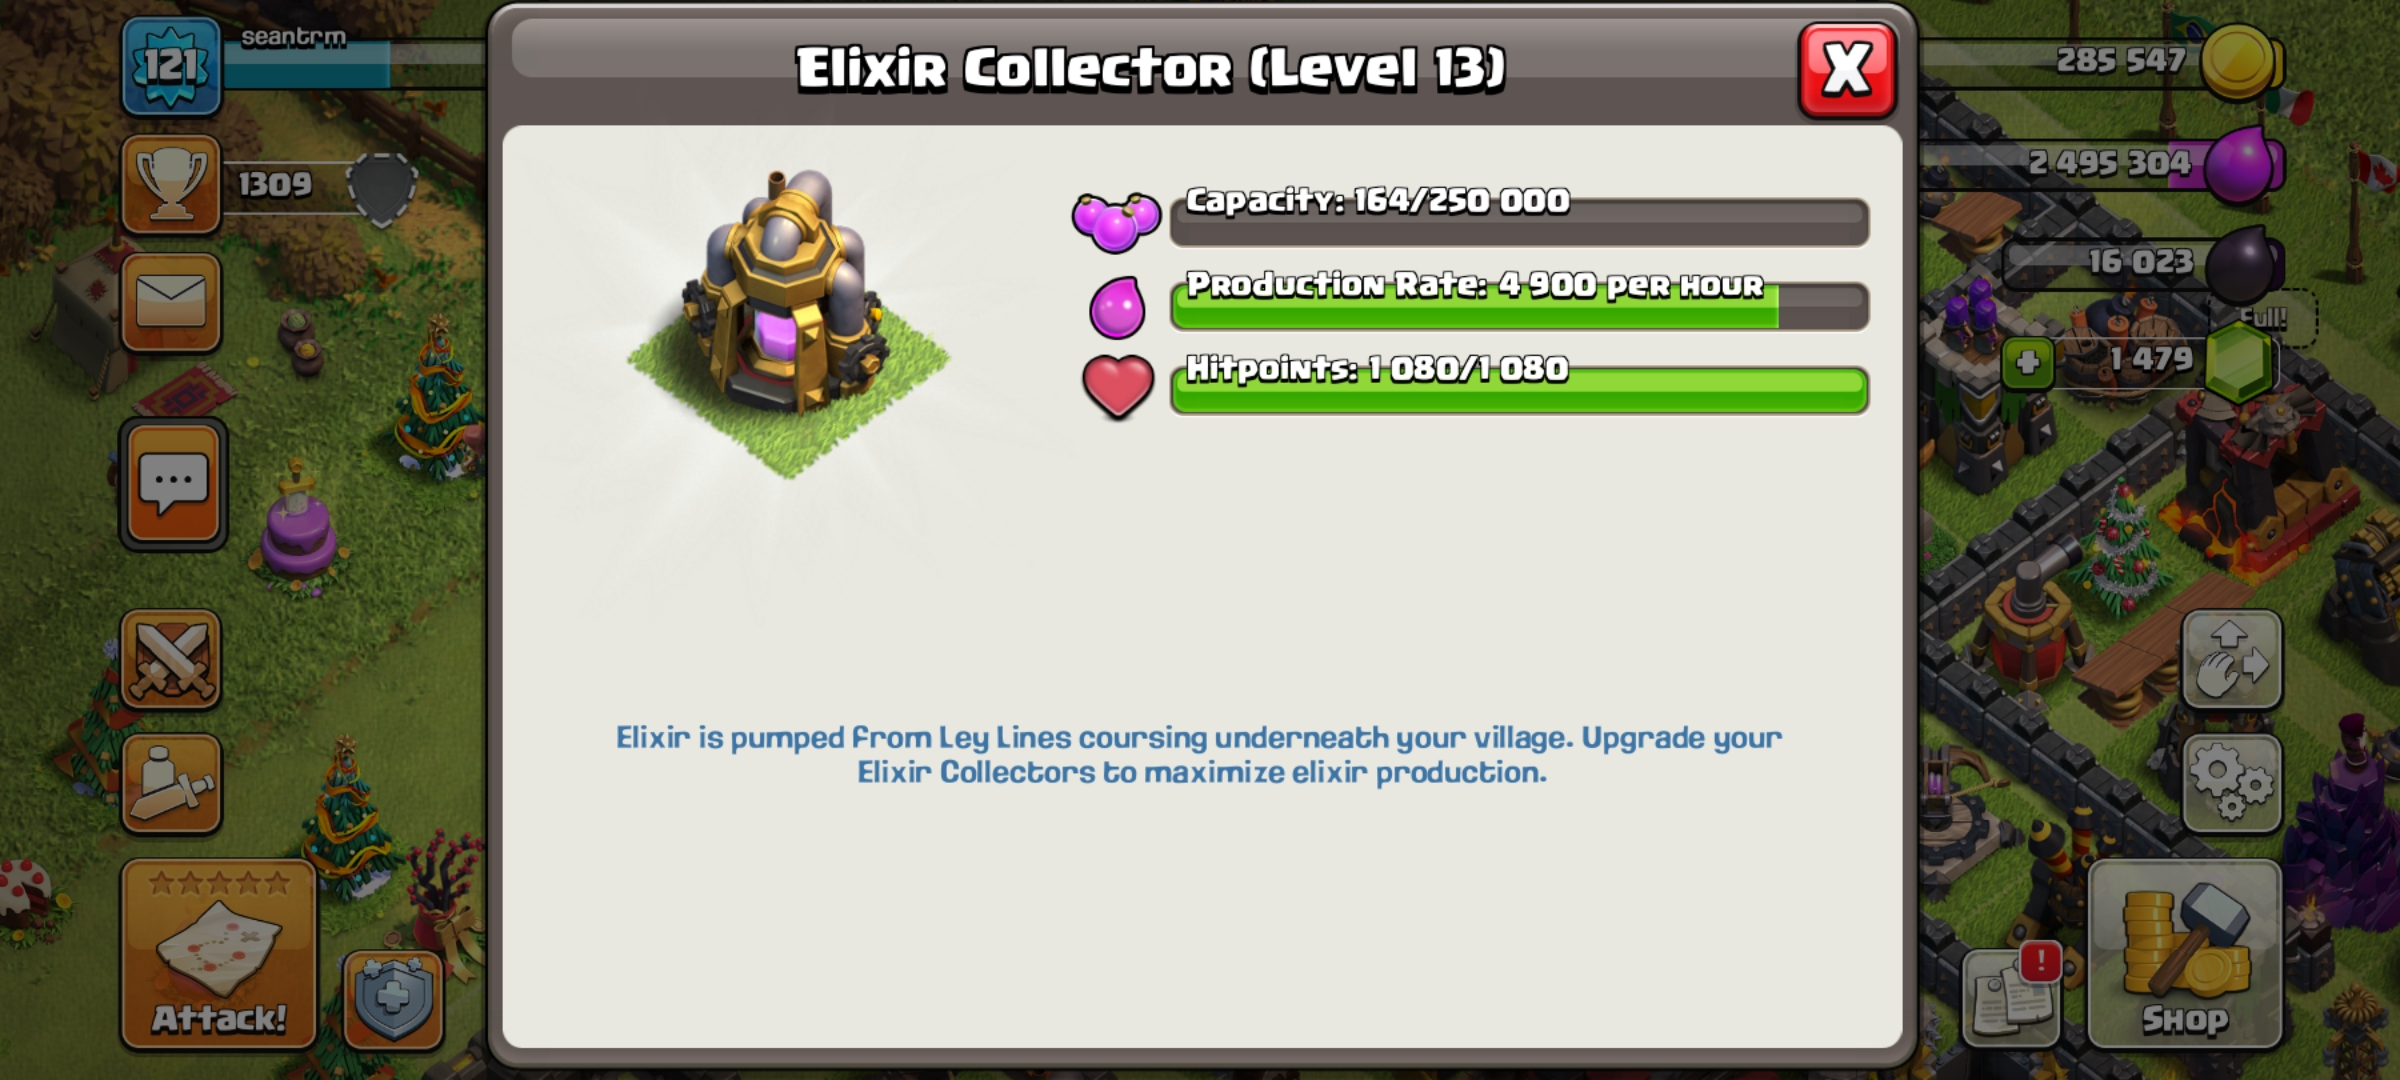 121
seantrm
Elixir Collector (Level 13)
X
285 547
1309
2 495 304
16 023
Full!
1 479
Capacity: 164/250 000
Production Rate: 4 900 per hour
Hitpoints: 1 080/1 080
Elixir is pumped from Ley Lines coursing underneath your village. Upgrade your
Elixir Collectors to maximize elixir production.
Attack!
!
Shop